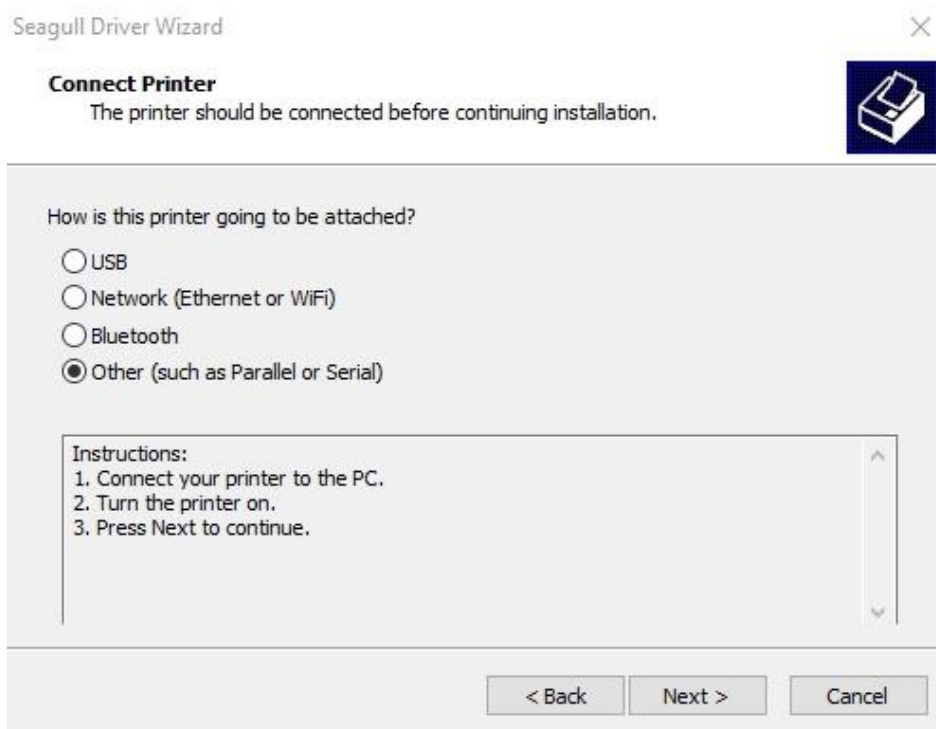 Seagull Driver Wizard
Connect Printer
The printer should be connected before continuing installation.
How is this printer going to be attached?
USB
Network (Ethernet or WiFi)
Bluetooth
Other (such as Parallel or Serial)
Instructions:
1. Connect your printer to the PC.
2. Turn the printer on.
3. Press Next to continue.
< Back
Next >
Cancel